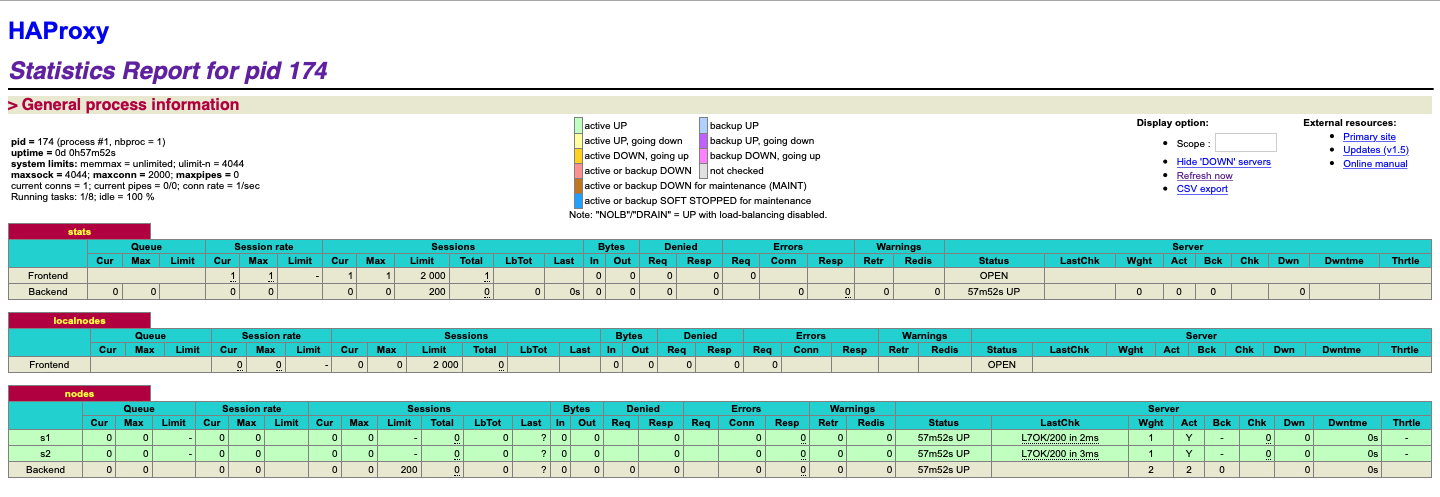 HAProxy
Statistics Report for pid 174
> General process information
pid = 174 (process #1, nbproc = 1)
uptime = 0d 0h57m52s
system limits: memmax = unlimited; ulimit-n = 4044
maxsock = 4044; maxconn = 2000; maxpipes = 0
current conns = 1; current pipes = 0/0; conn rate = 1/sec
Running tasks: 1/8; idle = 100 %
active UP backup UP
active UP, going down backup UP, going down
active DOWN, going up backup DOWN, going up
active or backup DOWN not checked
active or backup DOWN for maintenance (MAINT)
active or backup SOFT STOPPED for maintenance
Note: "NOLB"/"DRAIN" = UP with load-balancing disabled.
Display option:
• Scope :
• Hide 'DOWN' servers
• Refresh now
• CSV export
External resources:
• Primary site
• Updates (v1.5)
• Online manual
stats
Queue Session rate Sessions Bytes Denied Errors Warnings Server
Cur Max Limit Cur Max Limit Cur Max Limit Total LbTot Last In Out Req Resp Req Conn Resp Retr Redis Status LastChk Wght Act Bck Chk Dwn Dwntme Thrtle
Frontend 1 1 - 1 1 2 000 1 0 0 0 0 0 OPEN
Backend 0 0 0 0 0 0 200 0 0 0s 0 0 0 0 0 0 0 0 57m52s UP 0 0 0 0
localnodes
Queue Session rate Sessions Bytes Denied Errors Warnings Server
Cur Max Limit Cur Max Limit Cur Max Limit Total LbTot Last In Out Req Resp Req Conn Resp Retr Redis Status LastChk Wght Act Bck Chk Dwn Dwntme Thrtle
Frontend 0 0 - 0 0 2 000 0 0 0 0 0 0 OPEN
nodes
Queue Session rate Sessions Bytes Denied Errors Warnings Server
Cur Max Limit Cur Max Limit Cur Max Limit Total LbTot Last In Out Req Resp Req Conn Resp Retr Redis Status LastChk Wght Act Bck Chk Dwn Dwntme Thrtle
s1 0 0 - 0 0 0 0 - 0 0 ? 0 0 0 0 0 0 0 57m52s UP L7OK/200 in 2ms 1 Y - 0 0 0s -
s2 0 0 - 0 0 0 0 - 0 0 ? 0 0 0 0 0 0 0 57m52s UP L7OK/200 in 3ms 1 Y - 0 0 0s -
Backend 0 0 0 0 0 0 200 0 0 ? 0 0 0 0 0 0 0 0 57m52s UP 2 2 0 0 0s